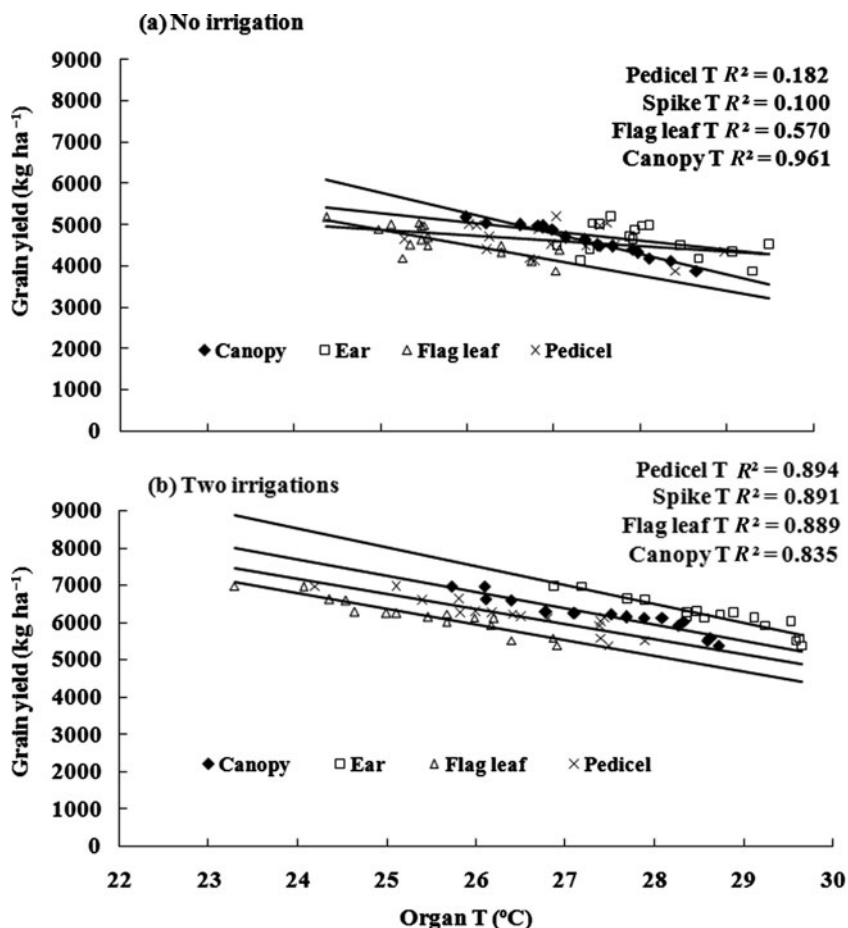 (a) No irrigation
Pedicel T R² = 0.182
Spike T R² = 0.100
Flag leaf T R² = 0.570
Canopy T R² = 0.961
Grain yield (kg ha⁻¹)
9000
8000
7000
6000
5000
4000
3000
2000
1000
0
Canopy Ear Flag leaf Pedicel
(b) Two irrigations
Pedicel T R² = 0.894
Spike T R² = 0.891
Flag leaf T R² = 0.889
Canopy T R² = 0.835
Grain yield (kg ha⁻¹)
9000
8000
7000
6000
5000
4000
3000
2000
1000
0
Canopy Ear Flag leaf Pedicel
22 23 24 25 26 27 28 29 30
Organ T (ºC)